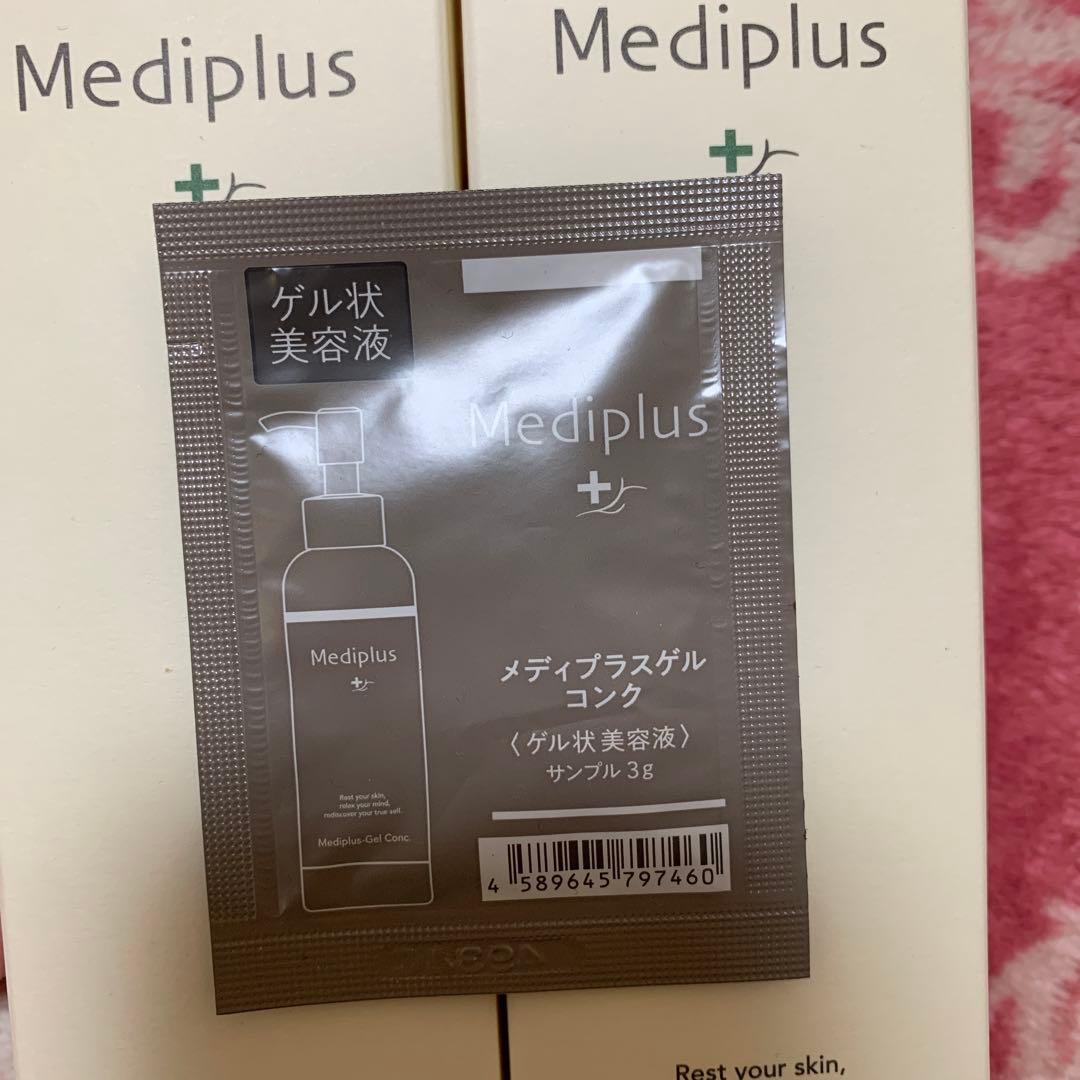 Mediplus
Mediplus
ゲル状
美容液
Mediplus
Mediplus
Rest your skin,
relax your mind,
rediscover your true self.
Mediplus-Gel Conc.
メディプラスゲル
コンク
〈ゲル状美容液〉
サンプル 3g
4 589645 797460
Rest your skin,